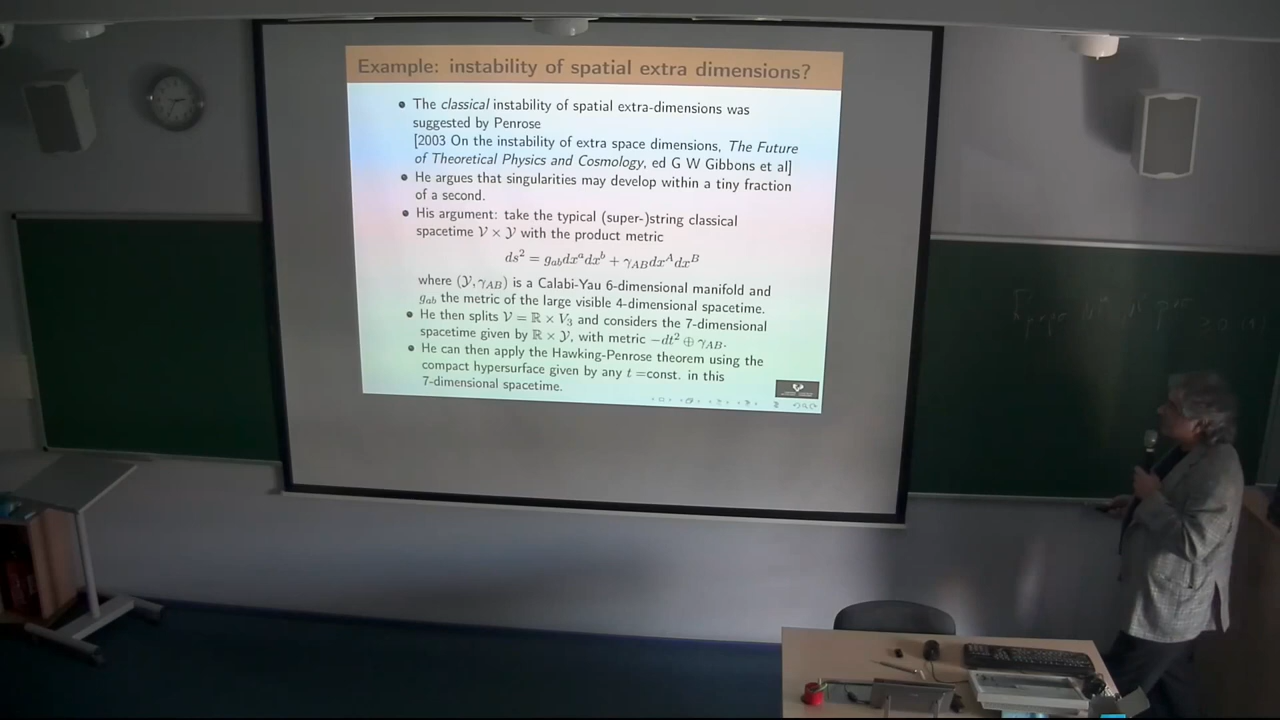 Example: instability of spatial extra dimensions?
• The classical instability of spatial extra-dimensions was
suggested by Penrose
[2003 On the instability of extra space dimensions, The Future
of Theoretical Physics and Cosmology, ed G W Gibbons et al]
• He argues that singularities may develop within a tiny fraction
of a second.
• His argument: take the typical (super-)string classical
spacetime 𝒱 × 𝒴 with the product metric
ds² = g_{ab}dx^a dx^b + γ_{AB}dx^A dx^B
where (𝒴, γ_{AB}) is a Calabi-Yau 6-dimensional manifold and
g_{ab} the metric of the large visible 4-dimensional spacetime.
• He then splits 𝒱 = ℝ × V₃ and considers the 7-dimensional
spacetime given by ℝ × 𝒴, with metric −dt² ⊕ γ_{AB}.
• He can then apply the Hawking-Penrose theorem using the
compact hypersurface given by any t =const. in this
7-dimensional spacetime.